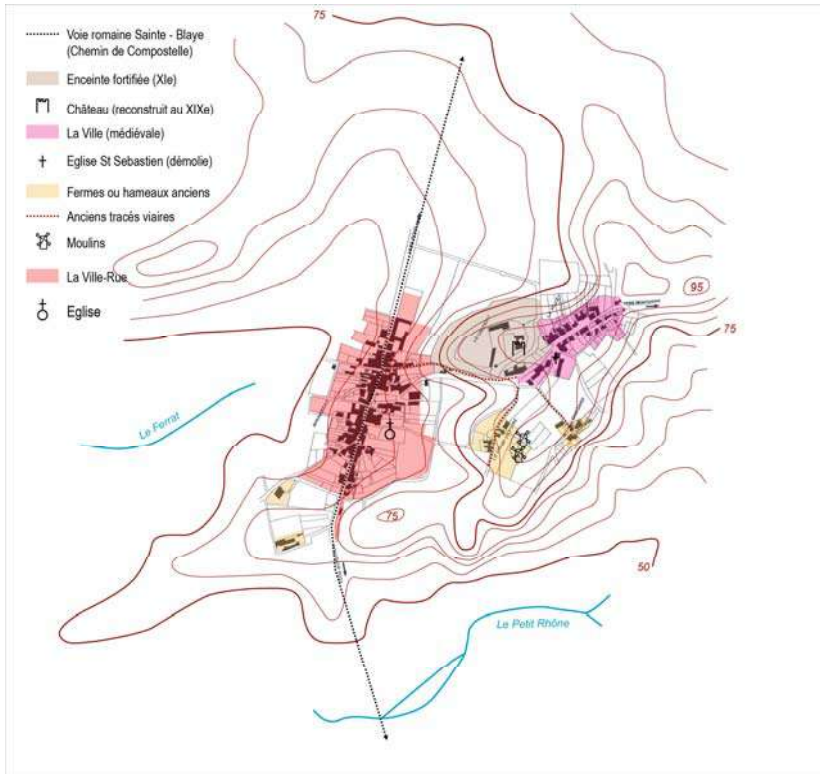 75
Voie romaine Sainte - Blaye
(Chemin de Compostelle)
Enceinte fortifiée (XIe)
Château (reconstruit au XIXe)
La Ville (médiévale)
Eglise St Sebastien (démolie)
Fermes ou hameaux anciens
Anciens tracés viaires
Moulins
La Ville-Rue
Eglise
95
75
Le Ferrat
75
50
Le Petit Rhône